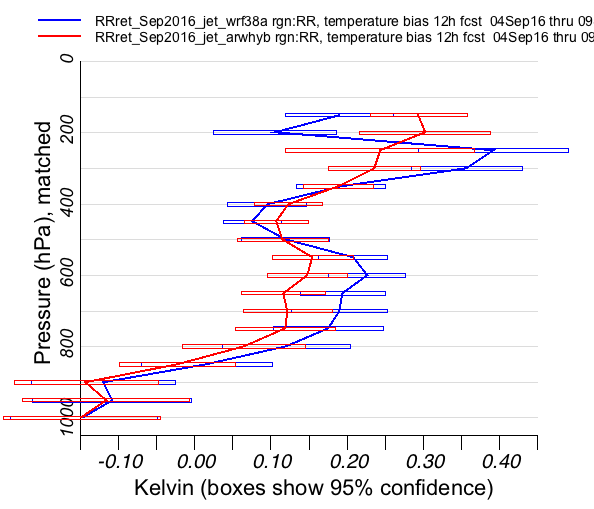 RRret_Sep2016_jet_wrf38a rgn:RR, temperature bias 12h fcst  04Sep16 thru 09
RRret_Sep2016_jet_arwhyb rgn:RR, temperature bias 12h fcst  04Sep16 thru 09
Pressure (hPa), matched
0
200
400
600
800
1000
-0.10 0.00 0.10 0.20 0.30 0.40
Kelvin (boxes show 95% confidence)